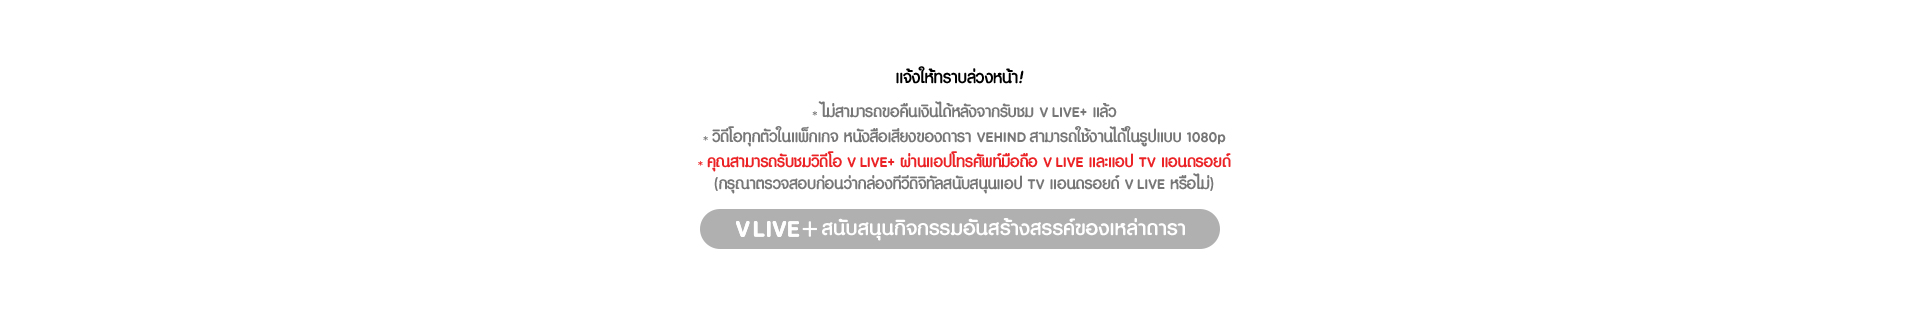 แจ้งให้ทราบล่วงหน้า!
* ไม่สามารถขอคืนเงินได้หลังจากรับชม V LIVE+ แล้ว
* วิดีโอทุกตัวในแพ็กเกจ หนังสือเสียงของดารา VEHIND สามารถใช้งานได้ในรูปแบบ 1080p
* คุณสามารถรับชมวิดีโอ V LIVE+ ผ่านแอปโทรศัพท์มือถือ V LIVE และแอป TV แอนดรอยด์
(กรุณาตรวจสอบก่อนว่ากล่องทีวีดิจิทัลสนับสนุนแอป TV แอนดรอยด์ V LIVE หรือไม่)
V LIVE+ สนับสนุนกิจกรรมอันสร้างสรรค์ของเหล่าดารา